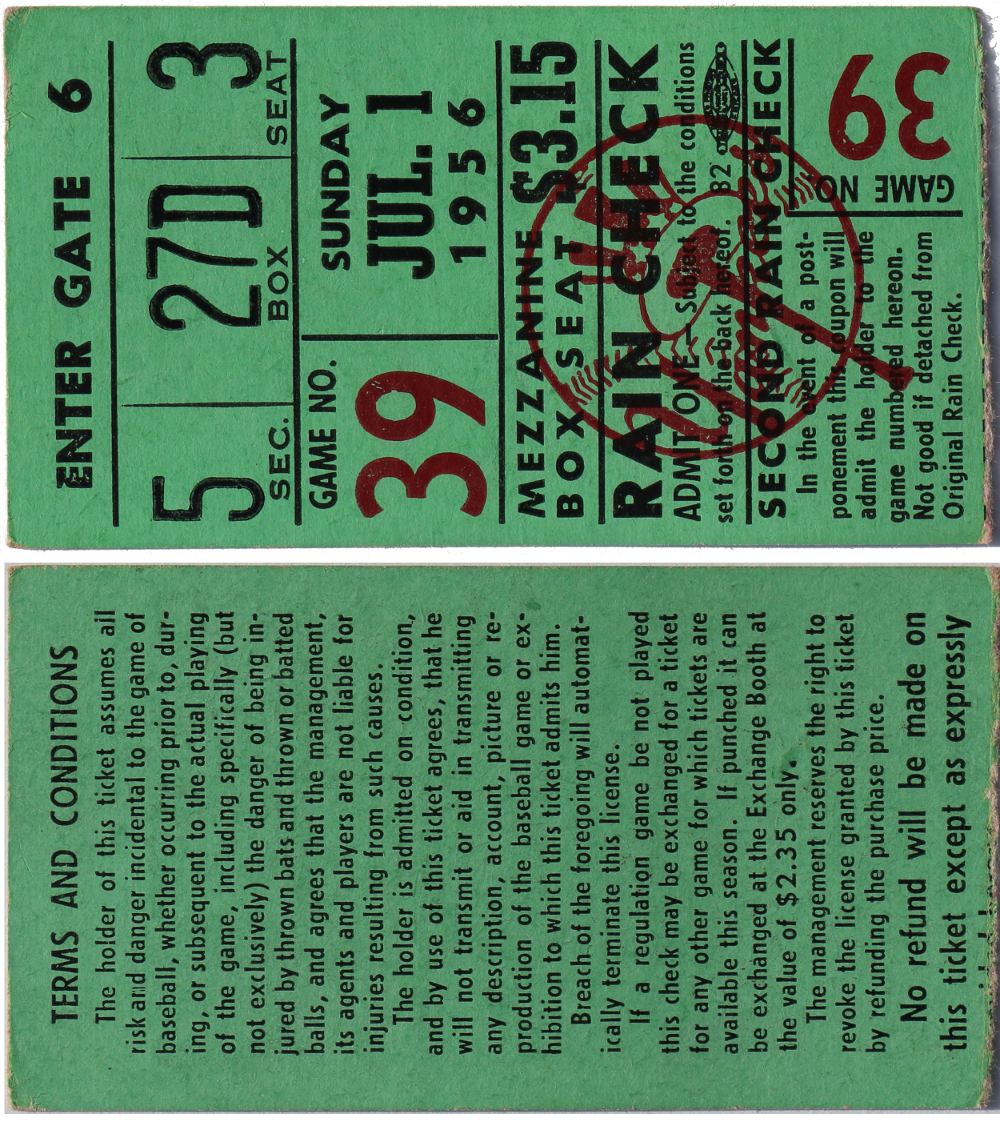 ENTER GATE 6
5 27D 3
SEC. BOX SEAT
GAME NO. SUNDAY
39 JUL. 1
1956
MEZZANINE $3.15
BOX SEAT
RAIN CHECK
ADMIT ONE — Subject to the conditions
set forth on the back hereof. 82
SECOND RAIN CHECK
In the event of a post-
ponement this coupon will
admit the holder to the
game numbered hereon.
Not good if detached from
Original Rain Check.
GAME NO.
39
TERMS AND CONDITIONS
The holder of this ticket assumes all
risk and danger incidental to the game of
baseball, whether occurring prior to, dur-
ing, or subsequent to the actual playing
of the game, including specifically (but
not exclusively) the danger of being in-
jured by thrown bats and thrown or batted
balls, and agrees that the management,
its agents and players are not liable for
injuries resulting from such causes.
The holder is admitted on condition,
and by use of this ticket agrees, that he
will not transmit or aid in transmitting
any description, account, picture or re-
production of the baseball game or ex-
hibition to which this ticket admits him.
Breach of the foregoing will automat-
ically terminate this license.
If a regulation game be not played
this check may be exchanged for a ticket
for any other game for which tickets are
available this season. If punched it can
be exchanged at the Exchange Booth at
the value of $2.35 only.
The management reserves the right to
revoke the license granted by this ticket
by refunding the purchase price.
No refund will be made on
this ticket except as expressly